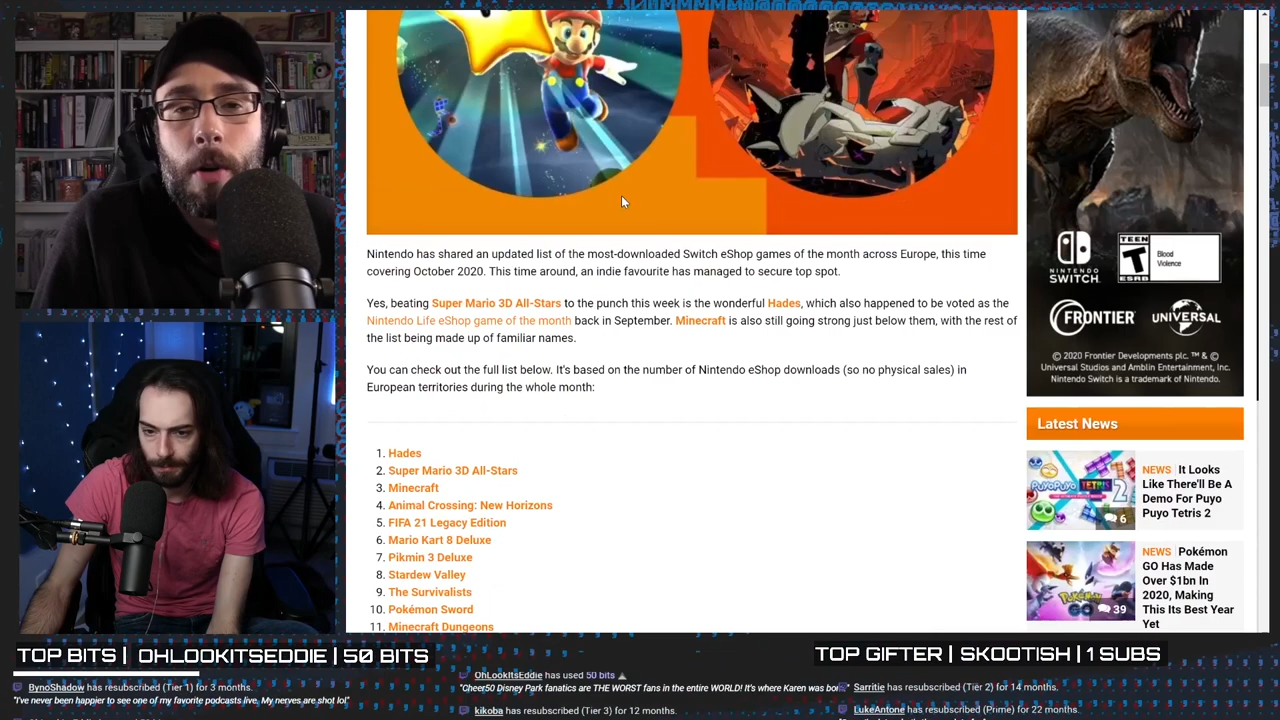 Nintendo has shared an updated list of the most-downloaded Switch eShop games of the month across Europe, this time
covering October 2020. This time around, an indie favourite has managed to secure top spot.
Yes, beating Super Mario 3D All-Stars to the punch this week is the wonderful Hades, which also happened to be voted as the
Nintendo Life eShop game of the month back in September. Minecraft is also still going strong just below them, with the rest of
the list being made up of familiar names.
You can check out the full list below. It's based on the number of Nintendo eShop downloads (so no physical sales) in
European territories during the whole month:
1. Hades
2. Super Mario 3D All-Stars
3. Minecraft
4. Animal Crossing: New Horizons
5. FIFA 21 Legacy Edition
6. Mario Kart 8 Deluxe
7. Pikmin 3 Deluxe
8. Stardew Valley
9. The Survivalists
10. Pokémon Sword
11. Minecraft Dungeons
NINTENDO
SWITCH
TEEN
T
ESRB
Blood
Violence
FRONTIER
UNIVERSAL
© 2020 Frontier Developments plc. ™ & ©
Universal Studios and Amblin Entertainment, Inc.
Nintendo Switch is a trademark of Nintendo.
Latest News
PUYOPUYO TETRIS 2
6
NEWS It Looks
Like There'll Be A
Demo For Puyo
Puyo Tetris 2
39
NEWS Pokémon
GO Has Made
Over $1bn In
2020, Making
This Its Best Year
Yet
TOP BITS | OHLOOKITSEDDIE | 50 BITS
TOP GIFTER | SKOOTISH | 1 SUBS
BynoShadow has resubscribed (Tier 1) for 3 months.
"I've never been happier to see one of my favorite podcasts live. My nerves are shot lol"
OhLookItsEddie has used 50 bits
"Cheer50 Disney Park fanatics are THE WORST fans in the entire WORLD! It's where Karen was bor
kikoba has resubscribed (Tier 3) for 12 months.
Sarritie has resubscribed (Tier 2) for 14 months.
LukeAntone has resubscribed (Prime) for 22 months.